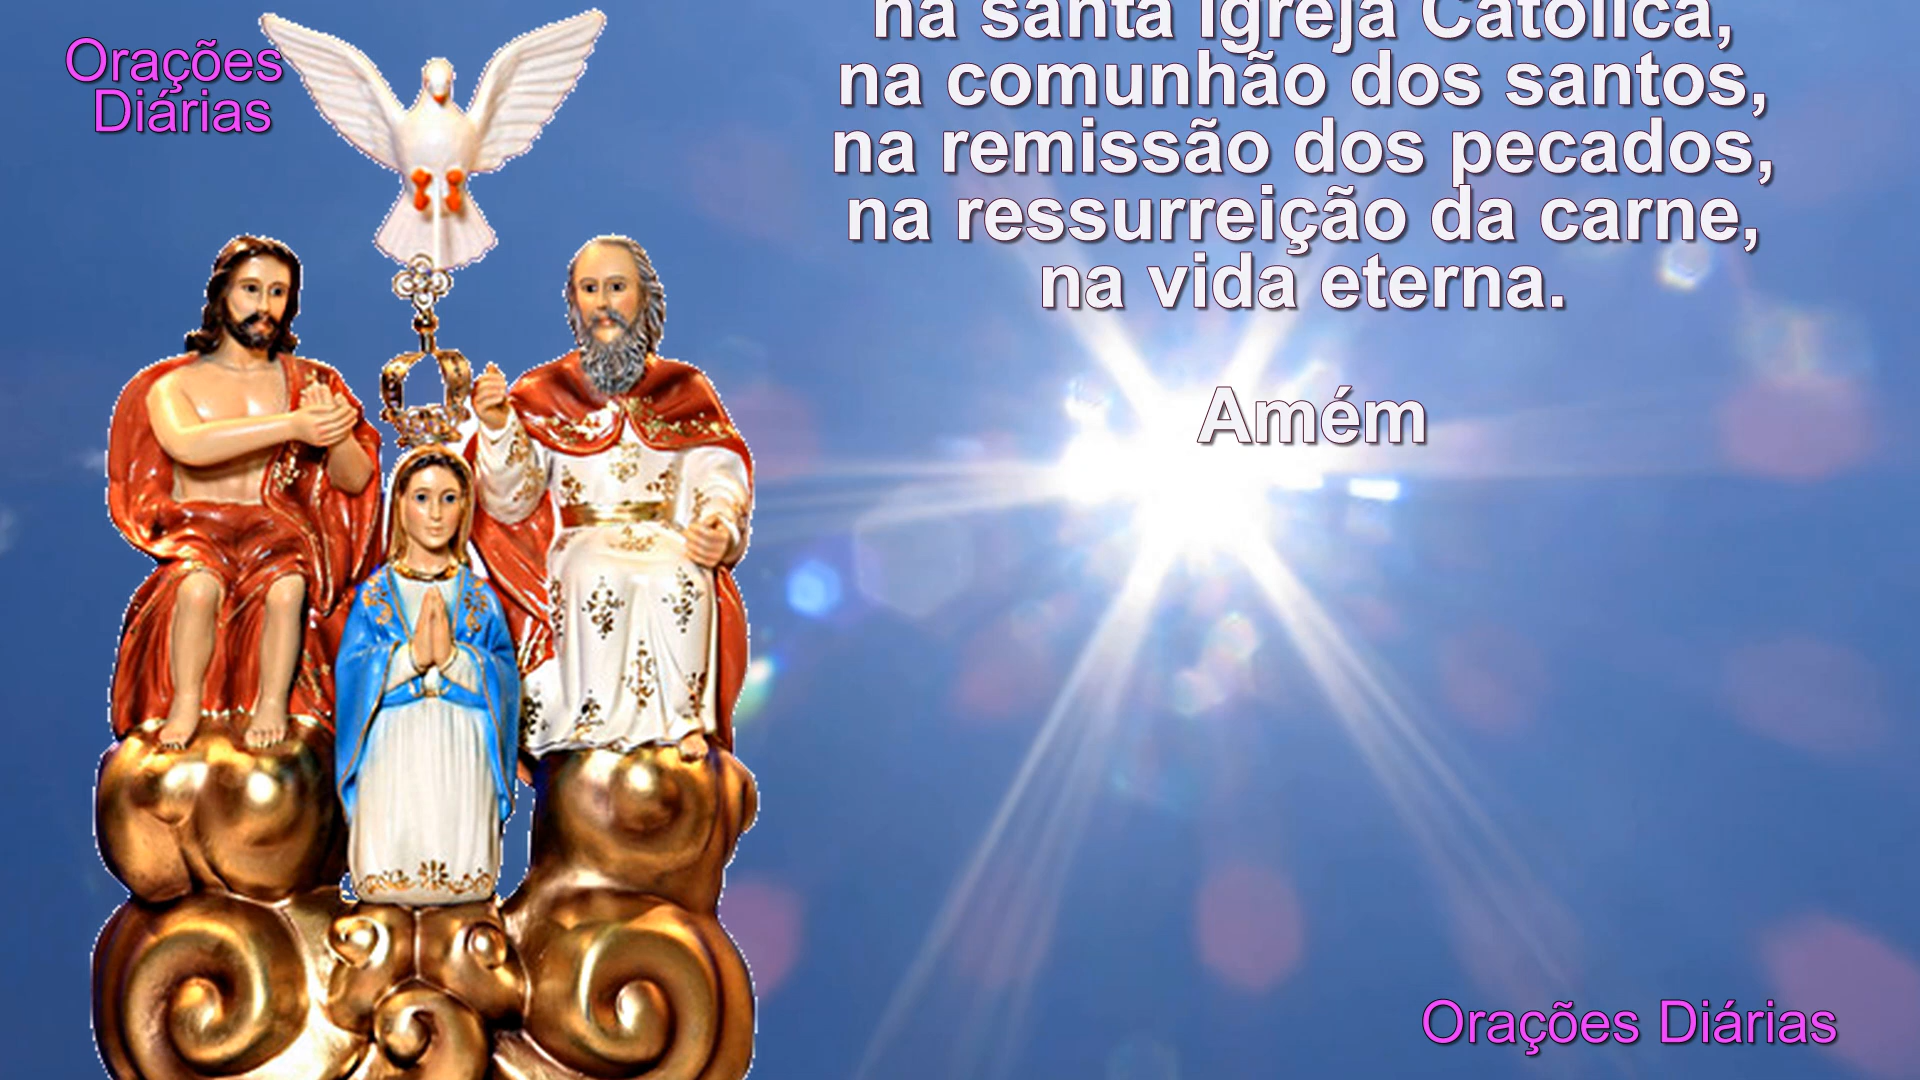 Orações
Diárias
na santa Igreja Católica,
na comunhão dos santos,
na remissão dos pecados,
na ressurreição da carne,
na vida eterna.
Amém
Orações Diárias